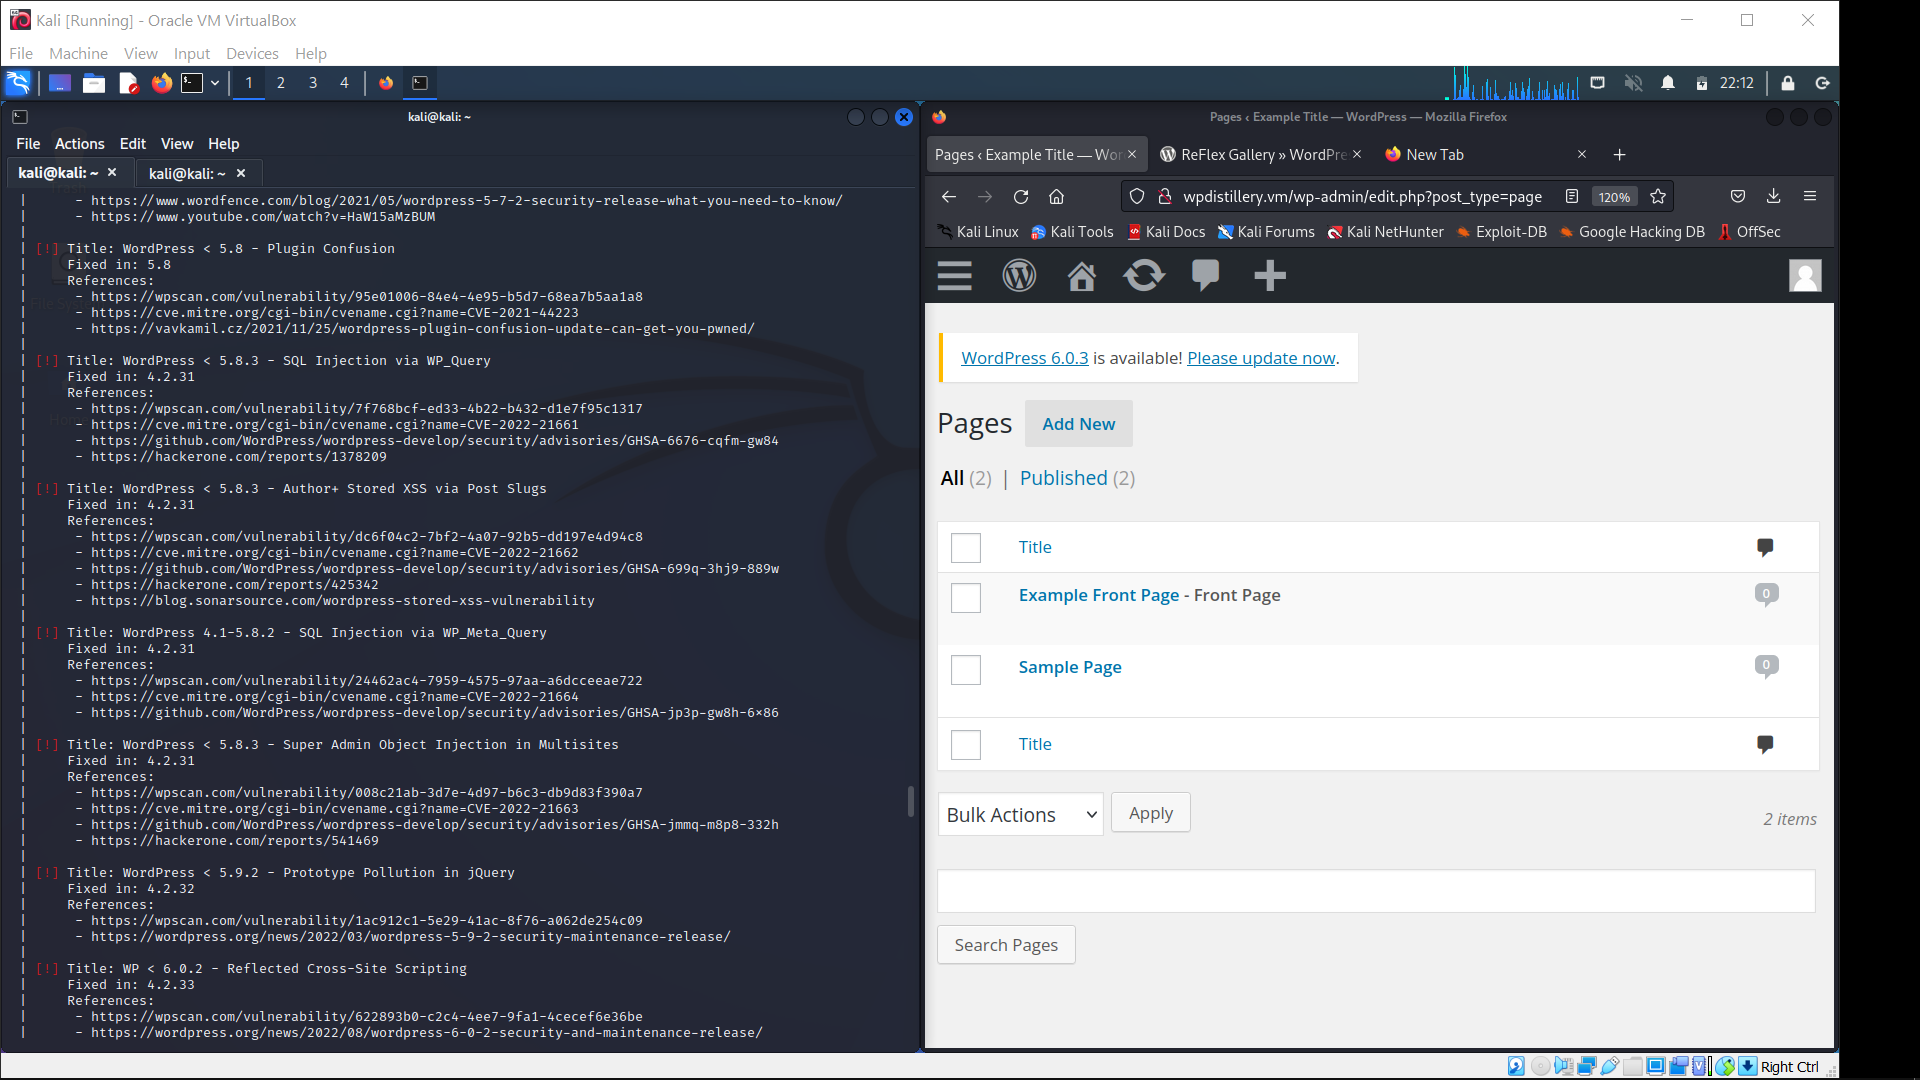 Kali [Running] - Oracle VM VirtualBox
File Machine View Input Devices Help
1 2 3 4
22:12
kali@kali: ~
File Actions Edit View Help
kali@kali: ~ × kali@kali: ~ ×
- https://www.wordfence.com/blog/2021/05/wordpress-5-7-2-security-release-what-you-need-to-know/
- https://www.youtube.com/watch?v=HaW15aMzBUM
[!] Title: WordPress < 5.8 - Plugin Confusion
Fixed in: 5.8
References:
- https://wpscan.com/vulnerability/95e01006-84e4-4e95-b5d7-68ea7b5aa1a8
- https://cve.mitre.org/cgi-bin/cvename.cgi?name=CVE-2021-44223
- https://vavkamil.cz/2021/11/25/wordpress-plugin-confusion-update-can-get-you-pwned/
[!] Title: WordPress < 5.8.3 - SQL Injection via WP_Query
Fixed in: 4.2.31
References:
- https://wpscan.com/vulnerability/7f768bcf-ed33-4b22-b432-d1e7f95c1317
- https://cve.mitre.org/cgi-bin/cvename.cgi?name=CVE-2022-21661
- https://github.com/WordPress/wordpress-develop/security/advisories/GHSA-6676-cqfm-gw84
- https://hackerone.com/reports/1378209
[!] Title: WordPress < 5.8.3 - Author+ Stored XSS via Post Slugs
Fixed in: 4.2.31
References:
- https://wpscan.com/vulnerability/dc6f04c2-7bf2-4a07-92b5-dd197e4d94c8
- https://cve.mitre.org/cgi-bin/cvename.cgi?name=CVE-2022-21662
- https://github.com/WordPress/wordpress-develop/security/advisories/GHSA-699q-3hj9-889w
- https://hackerone.com/reports/425342
- https://blog.sonarsource.com/wordpress-stored-xss-vulnerability
[!] Title: WordPress 4.1-5.8.2 - SQL Injection via WP_Meta_Query
Fixed in: 4.2.31
References:
- https://wpscan.com/vulnerability/24462ac4-7959-4575-97aa-a6dcceeae722
- https://cve.mitre.org/cgi-bin/cvename.cgi?name=CVE-2022-21664
- https://github.com/WordPress/wordpress-develop/security/advisories/GHSA-jp3p-gw8h-6×86
[!] Title: WordPress < 5.8.3 - Super Admin Object Injection in Multisites
Fixed in: 4.2.31
References:
- https://wpscan.com/vulnerability/008c21ab-3d7e-4d97-b6c3-db9d83f390a7
- https://cve.mitre.org/cgi-bin/cvename.cgi?name=CVE-2022-21663
- https://github.com/WordPress/wordpress-develop/security/advisories/GHSA-jmmq-m8p8-332h
- https://hackerone.com/reports/541469
[!] Title: WordPress < 5.9.2 - Prototype Pollution in jQuery
Fixed in: 4.2.32
References:
- https://wpscan.com/vulnerability/1ac912c1-5e29-41ac-8f76-a062de254c09
- https://wordpress.org/news/2022/03/wordpress-5-9-2-security-maintenance-release/
[!] Title: WP < 6.0.2 - Reflected Cross-Site Scripting
Fixed in: 4.2.33
References:
- https://wpscan.com/vulnerability/622893b0-c2c4-4ee7-9fa1-4cecef6e36be
- https://wordpress.org/news/2022/08/wordpress-6-0-2-security-and-maintenance-release/
Pages ‹ Example Title — WordPress — Mozilla Firefox
Pages ‹ Example Title — Wor × ReFlex Gallery » WordPre × New Tab ×
wpdistillery.vm/wp-admin/edit.php?post_type=page 120%
Kali Linux Kali Tools Kali Docs Kali Forums Kali NetHunter Exploit-DB Google Hacking DB OffSec
WordPress 6.0.3 is available! Please update now.
Pages Add New
All (2) | Published (2)
Title
Example Front Page - Front Page 0
Sample Page 0
Title
Bulk Actions Apply 2 items
Search Pages
Right Ctrl